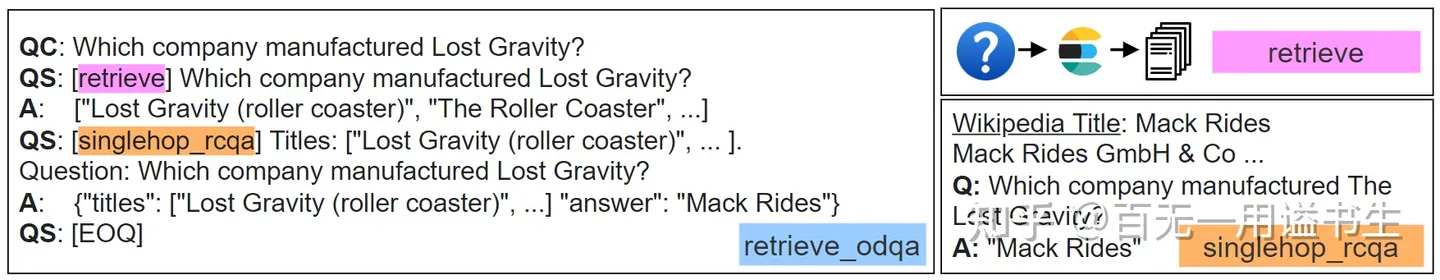 QC: Which company manufactured Lost Gravity?
QS: [retrieve] Which company manufactured Lost Gravity?
A: ["Lost Gravity (roller coaster)", "The Roller Coaster", ...]
QS: [singlehop_rcqa] Titles: ["Lost Gravity (roller coaster)", ... ].
Question: Which company manufactured Lost Gravity?
A: {"titles": ["Lost Gravity (roller coaster)", ...] "answer": "Mack Rides"}
QS: [EOQ]
retrieve_odqa
?
retrieve
Wikipedia Title: Mack Rides
Mack Rides GmbH & Co ...
Q: Which company manufactured The
Lost Gravity?
A: "Mack Rides"
singlehop_rcqa
知乎 @百无一用谥书生